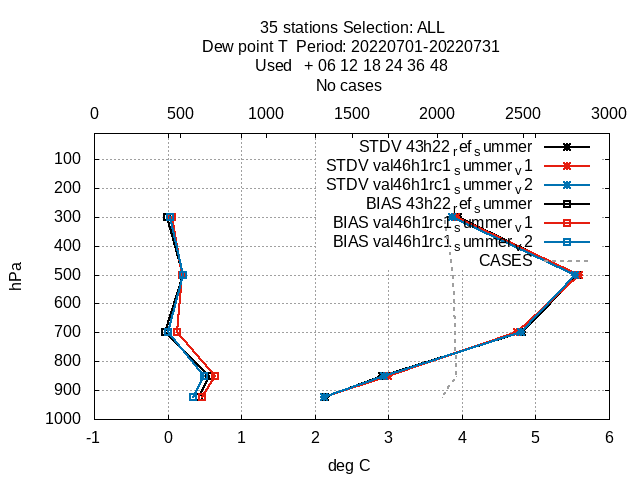 35 stations Selection: ALL
Dew point T  Period: 20220701-20220731
Used   + 06 12 18 24 36 48
No cases
0 500 1000 1500 2000 2500 3000
STDV 43h22_ref_summer
STDV val46h1rc1_summer_v1
STDV val46h1rc1_summer_v2
BIAS 43h22_ref_summer
BIAS val46h1rc1_summer_v1
BIAS val46h1rc1_summer_v2
CASES
100
200
300
400
500
600
700
800
900
1000
hPa
-1 0 1 2 3 4 5 6
deg C